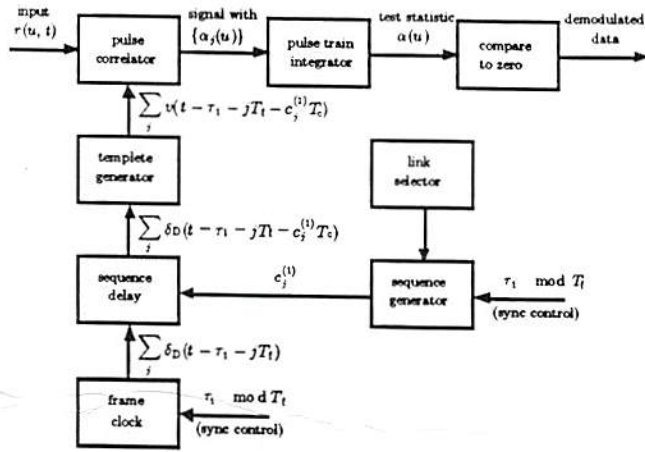 input
r(u, t)
pulse
correlator
signal with
{α_j(u)}
pulse train
integrator
test statistic
α(u)
compare
to zero
demodulated
data
∑_j v(t − τ_1 − jT_f − c_j^{(1)}T_c)
templete
generator
link
selector
∑_j δ_D(t − τ_1 − jT_f − c_j^{(1)}T_c)
sequence
delay
c_j^{(1)}
sequence
generator
τ_1 mod T_f
(sync control)
∑_j δ_D(t − τ_1 − jT_f)
frame
clock
τ_1 mod T_f
(sync control)